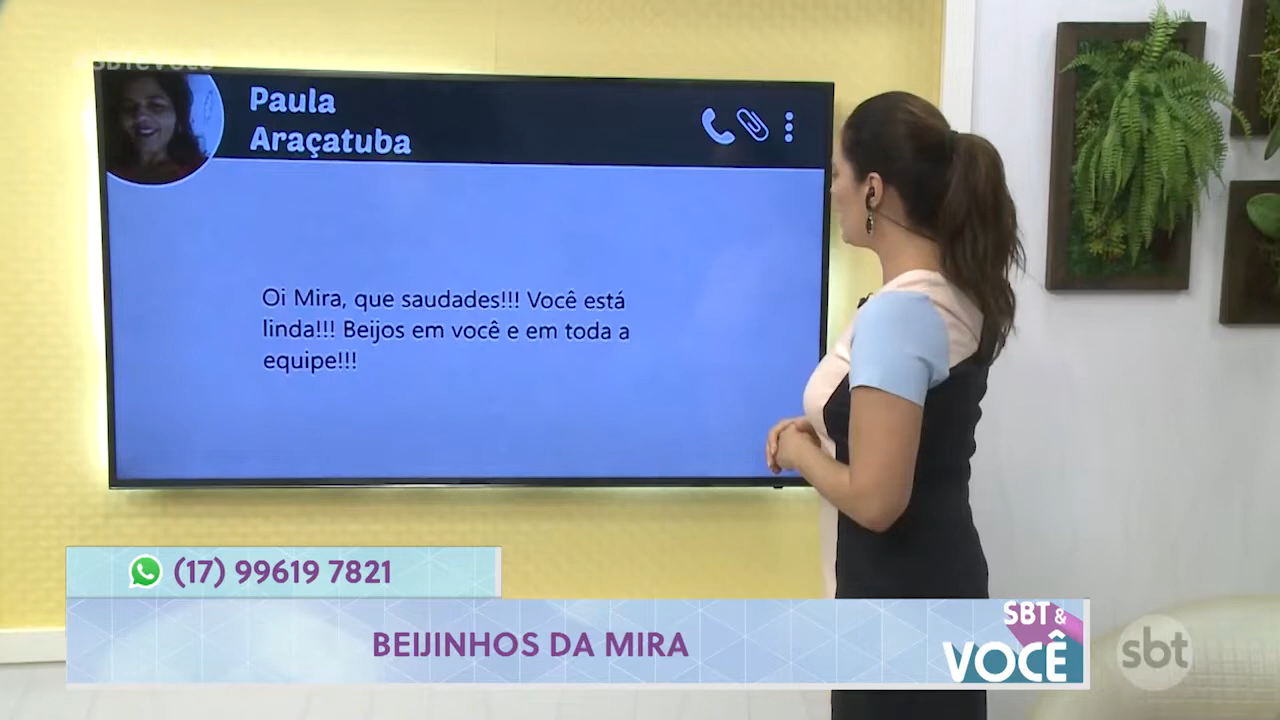 Paula
Araçatuba
Oi Mira, que saudades!!! Você está
linda!!! Beijos em você e em toda a
equipe!!!
(17) 99619 7821
BEIJINHOS DA MIRA
SBT &
VOCÊ
sbt